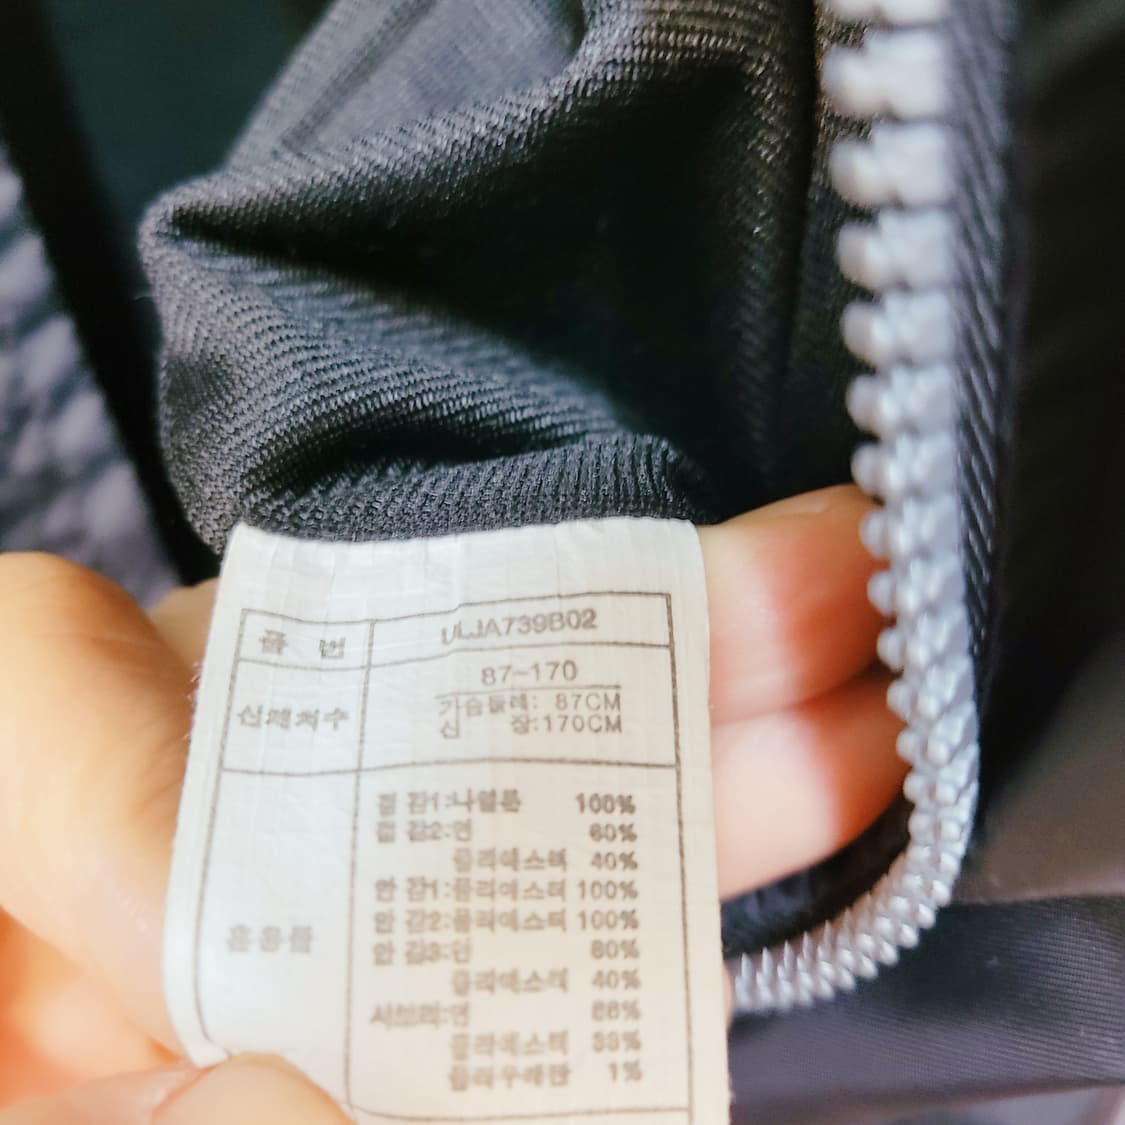 품 번 ULJA739B02
신체치수 87-170
가슴둘레: 87CM
신 장:170CM
혼용률
겉 감1:나일론 100%
겉 감2:면 60%
폴리에스터 40%
안 감1:폴리에스터 100%
안 감2:폴리에스터 100%
안 감3:면 60%
폴리에스터 40%
시보리:면 66%
폴리에스터 33%
폴리우레탄 1%